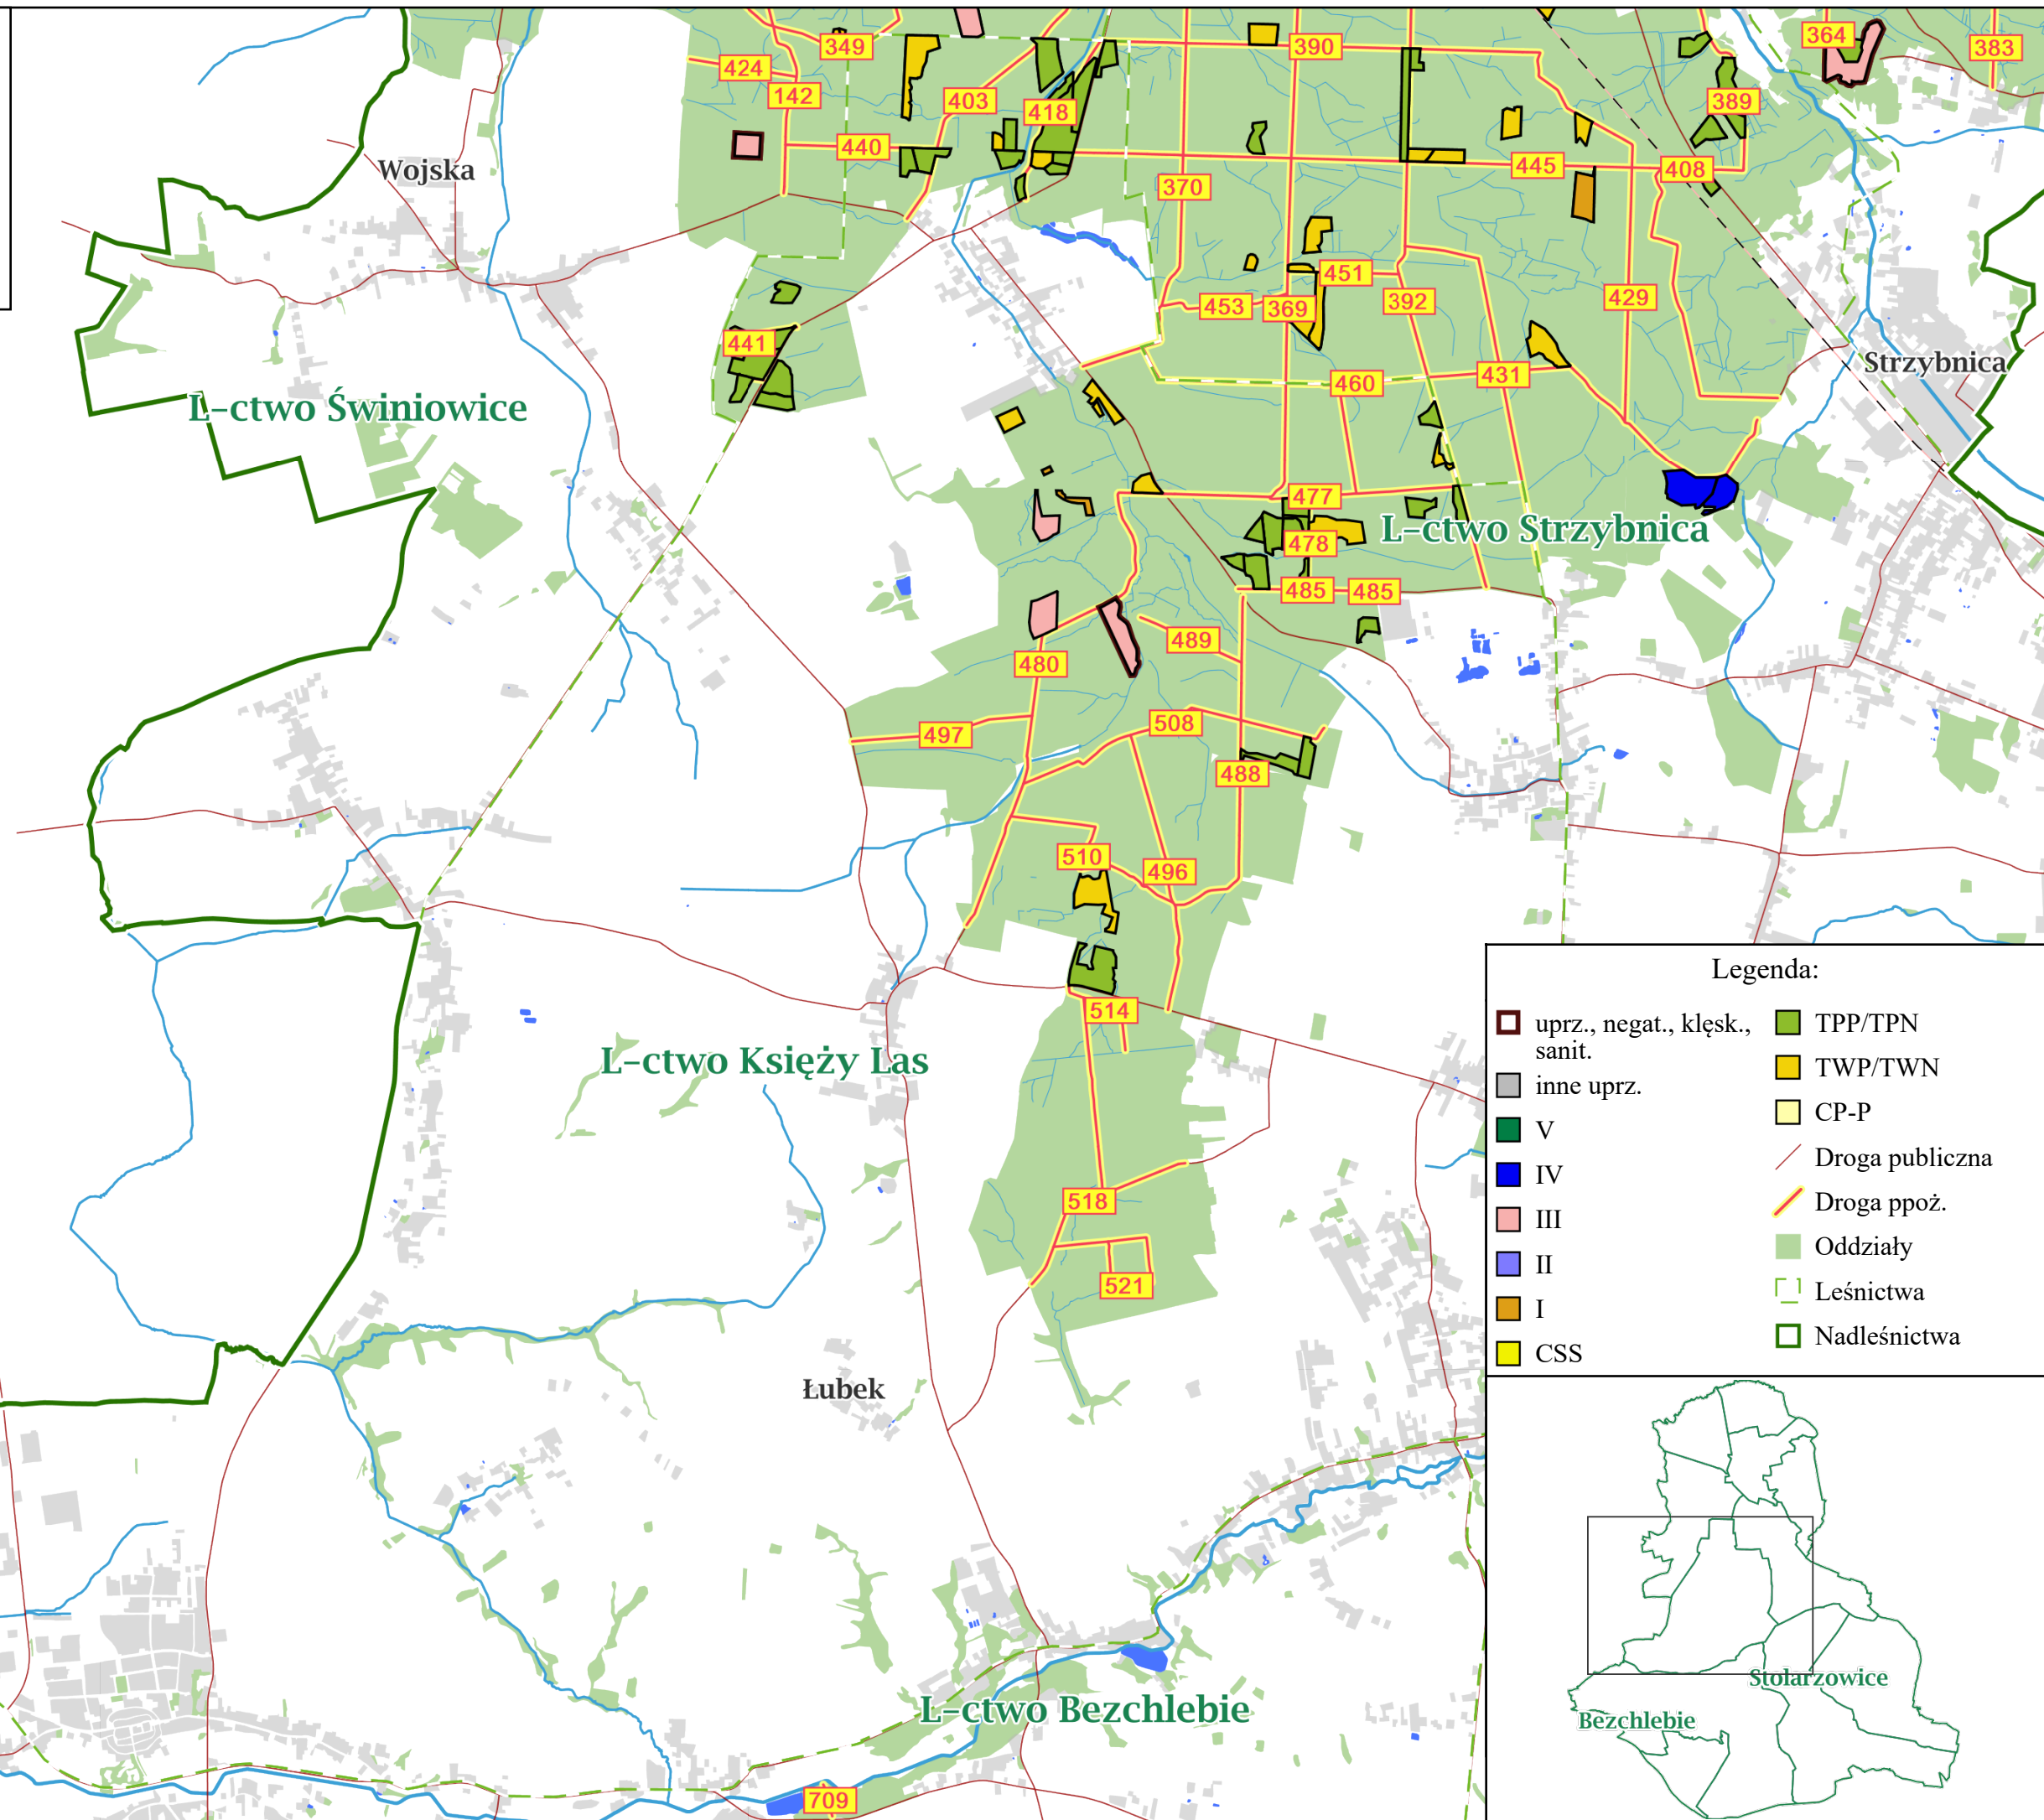 349
390
364
383
424
142
403
418
389
440
445
408
Wojska
370
451
453
369
392
429
441
Strzybnica
460
431
L-ctwo Świniowice
477
L-ctwo Strzybnica
478
485
485
489
480
508
497
488
510
496
514
L-ctwo Księży Las
518
521
Łubek
L-ctwo Bezchlebie
709
Legenda:
uprz., negat., klęsk.,
sanit.
inne uprz.
V
IV
III
II
I
CSS
TPP/TPN
TWP/TWN
CP-P
Droga publiczna
Droga ppoż.
Oddziały
Leśnictwa
Nadleśnictwa
Stolarzowice
Bezchlebie